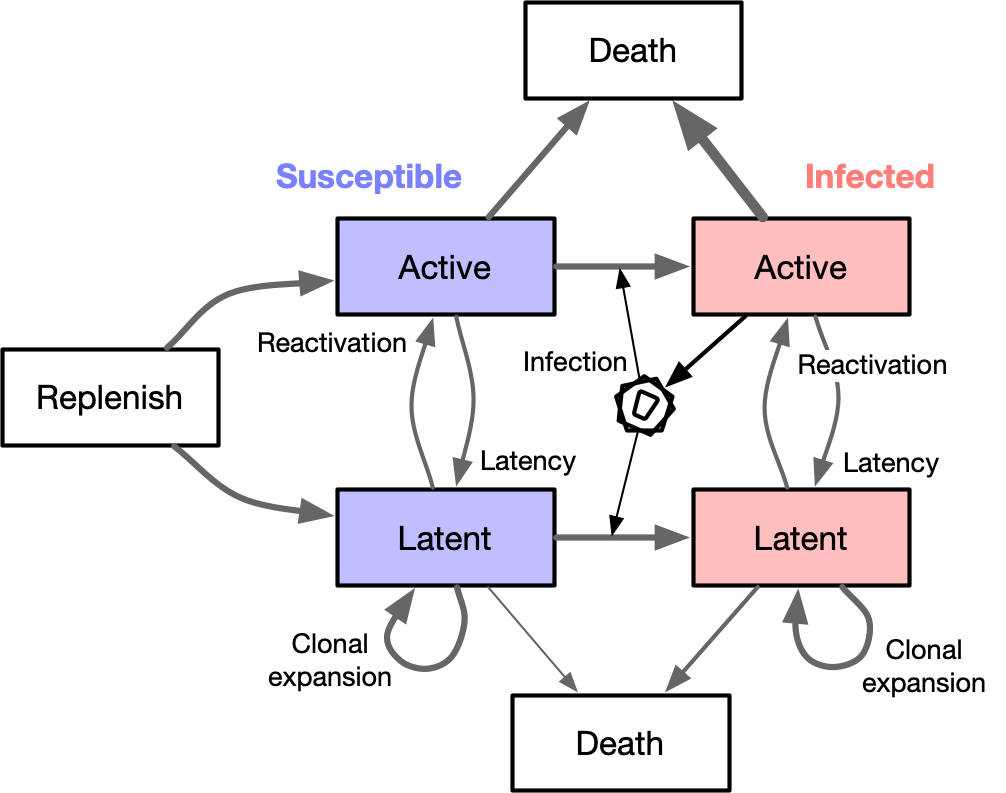 Death
Susceptible
Infected
Active
Active
Reactivation
Infection
Reactivation
Replenish
Latency
Latency
Latent
Latent
Clonal
expansion
Clonal
expansion
Death